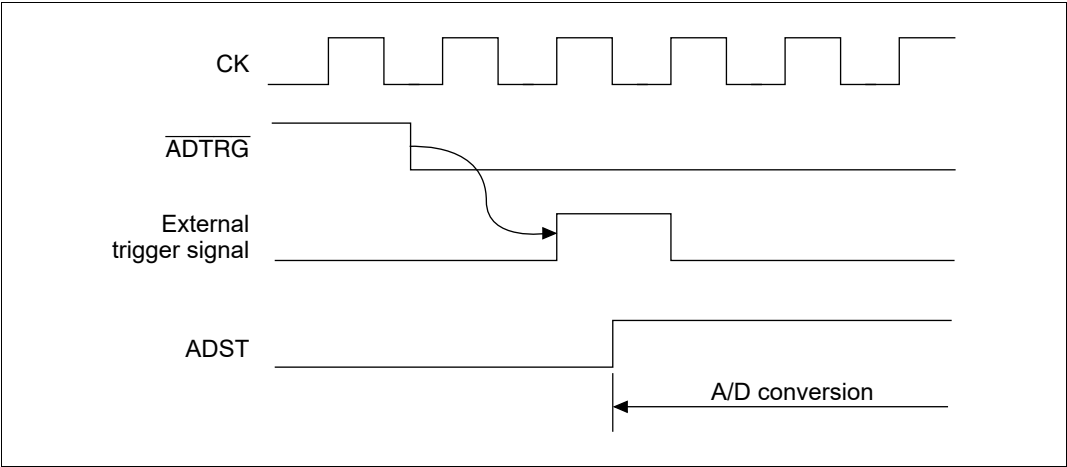 CK
ADTRG
External
trigger signal
ADST
A/D conversion